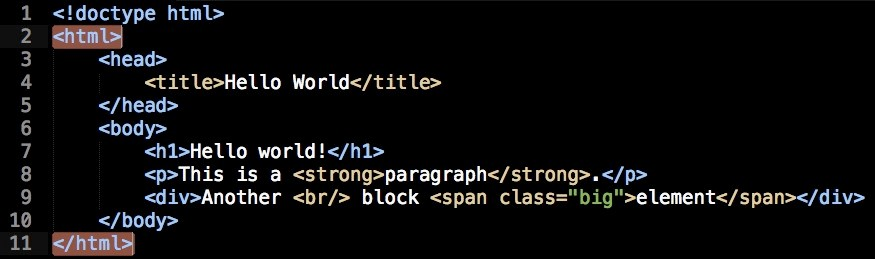 1 <!doctype html>
2 <html>
3     <head>
4         <title>Hello World</title>
5     </head>
6     <body>
7         <h1>Hello world!</h1>
8         <p>This is a <strong>paragraph</strong>.</p>
9         <div>Another <br/> block <span class="big">element</span></div>
10     </body>
11 </html>